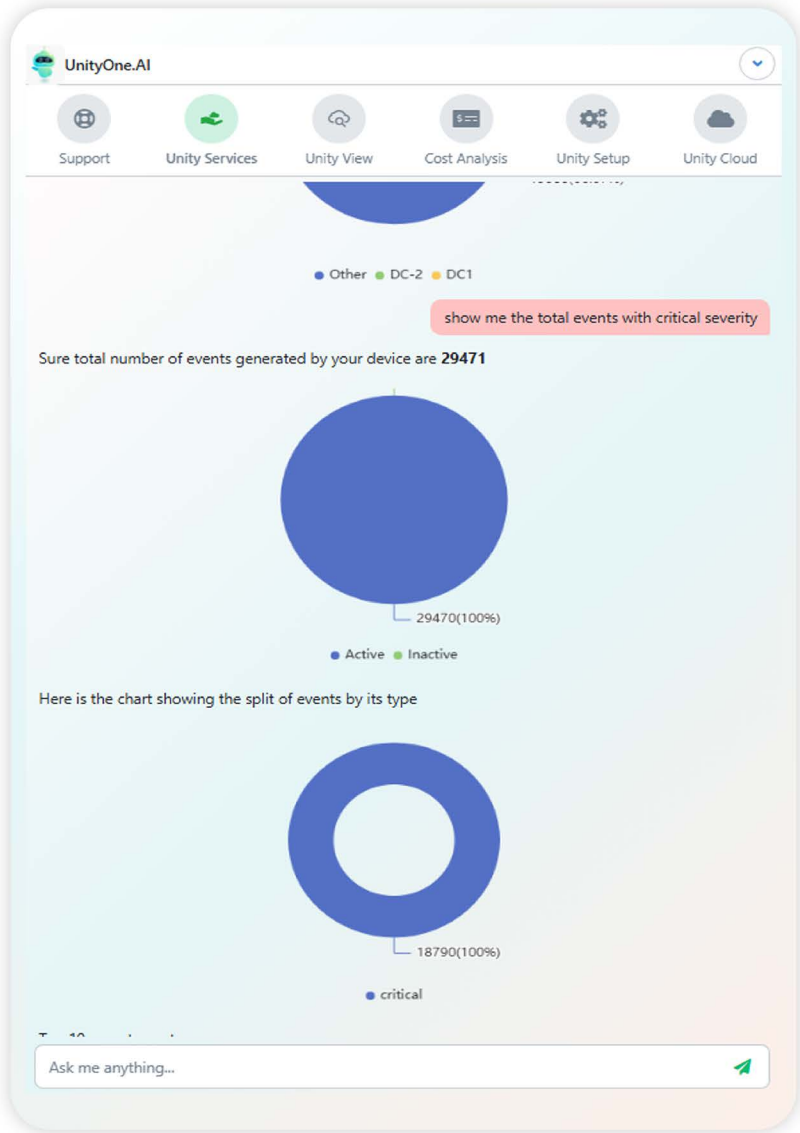 UnityOne.AI
Support
Unity Services
Unity View
Cost Analysis
Unity Setup
Unity Cloud
Other DC-2 DC1
show me the total events with critical severity
Sure total number of events generated by your device are 29471
29470(100%)
Active Inactive
Here is the chart showing the split of events by its type
18790(100%)
critical
Ask me anything...